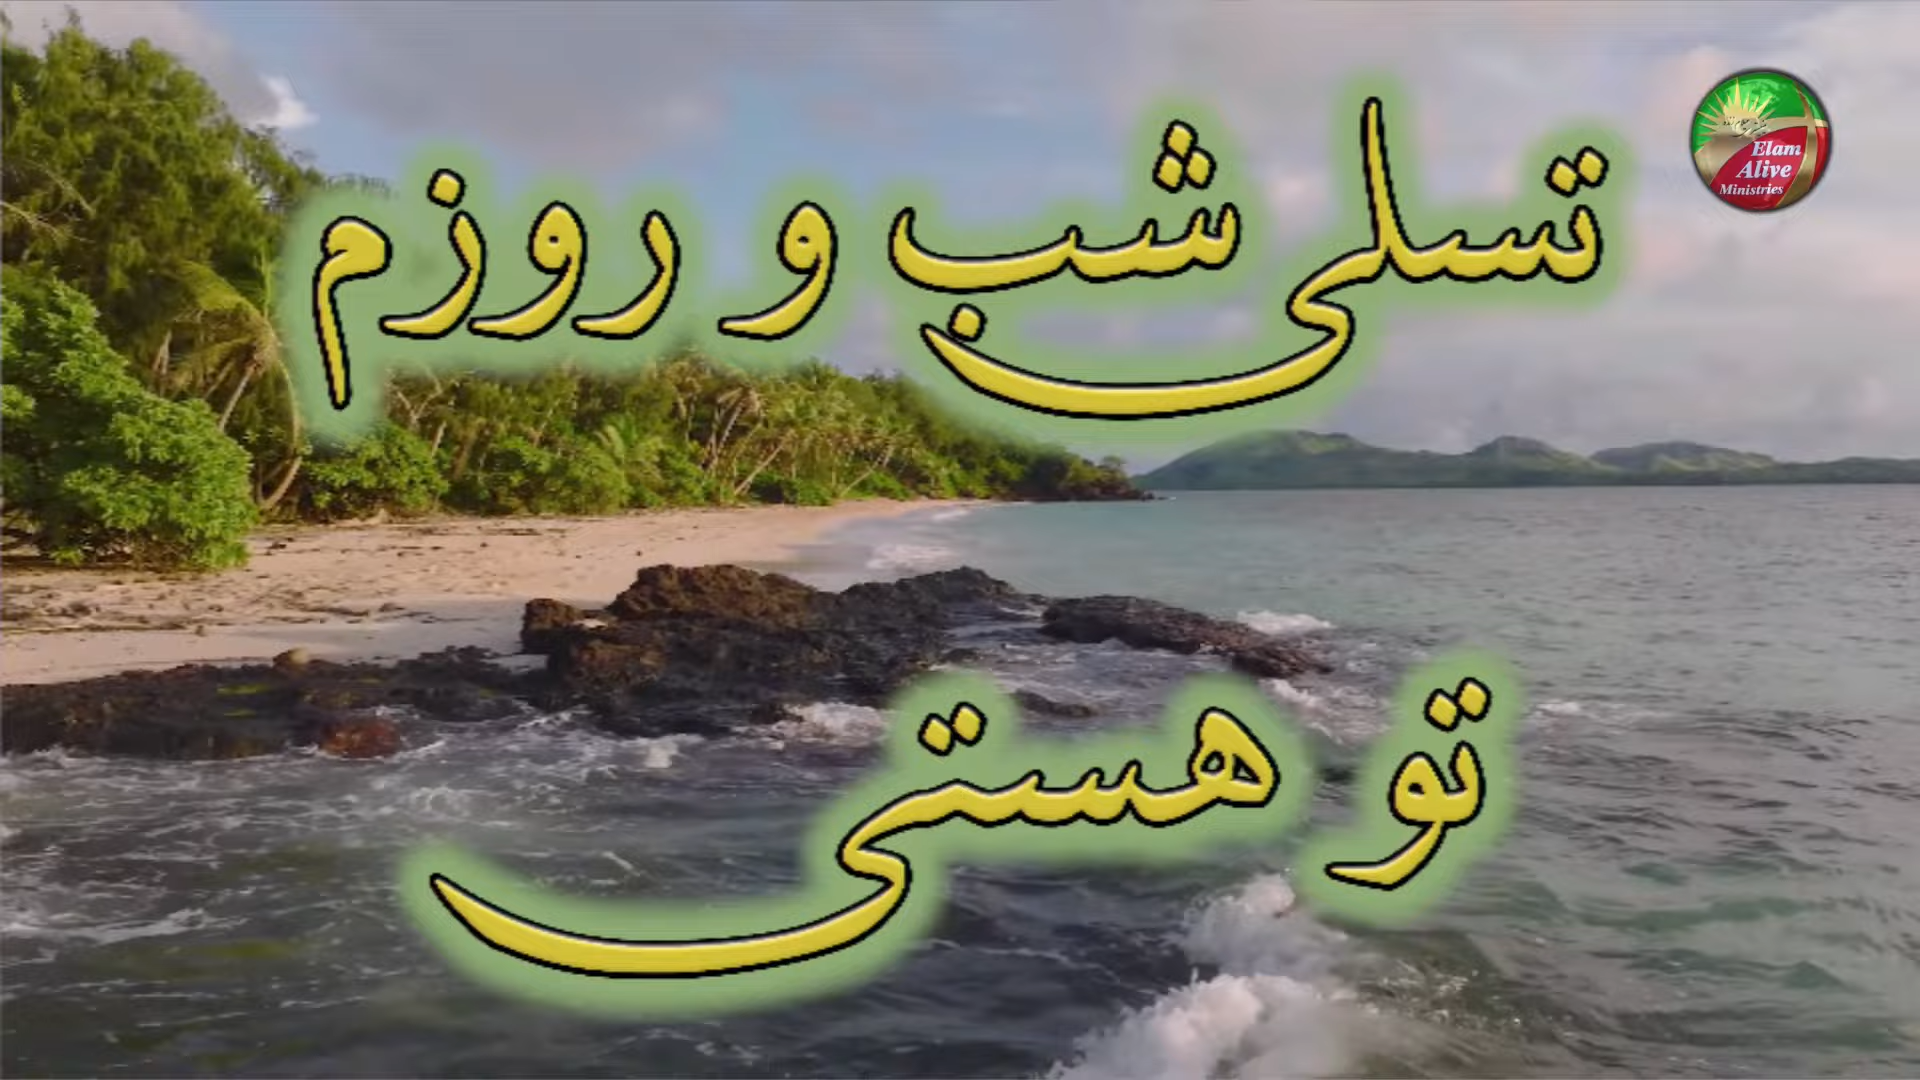 تسلی شب و روزم
تو هستی
Elam
Alive
Ministries